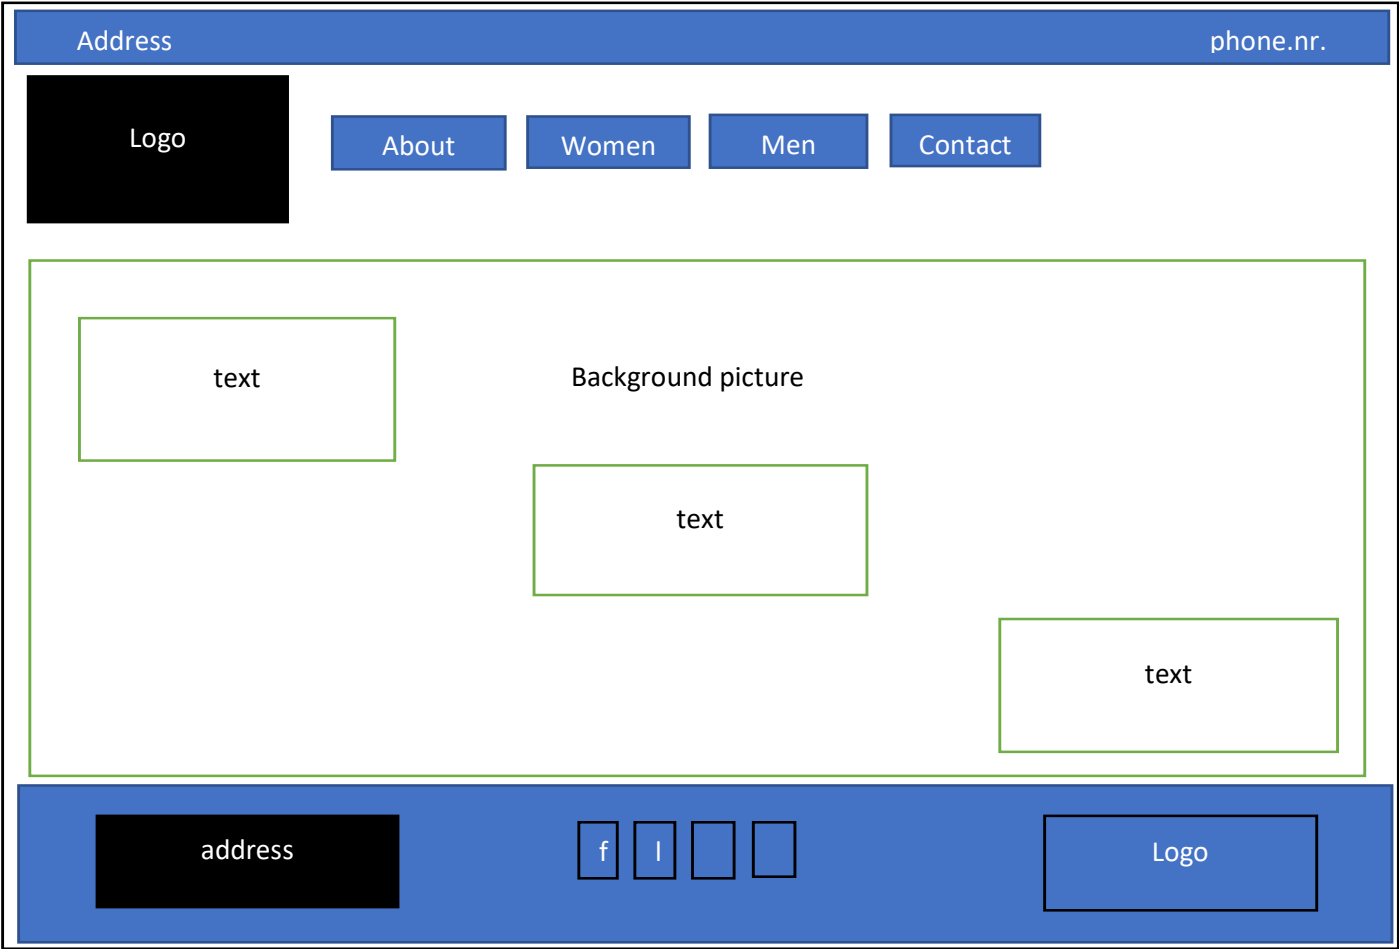 Address phone.nr.
Logo
About Women Men Contact
text Background picture
text
text
address f l Logo